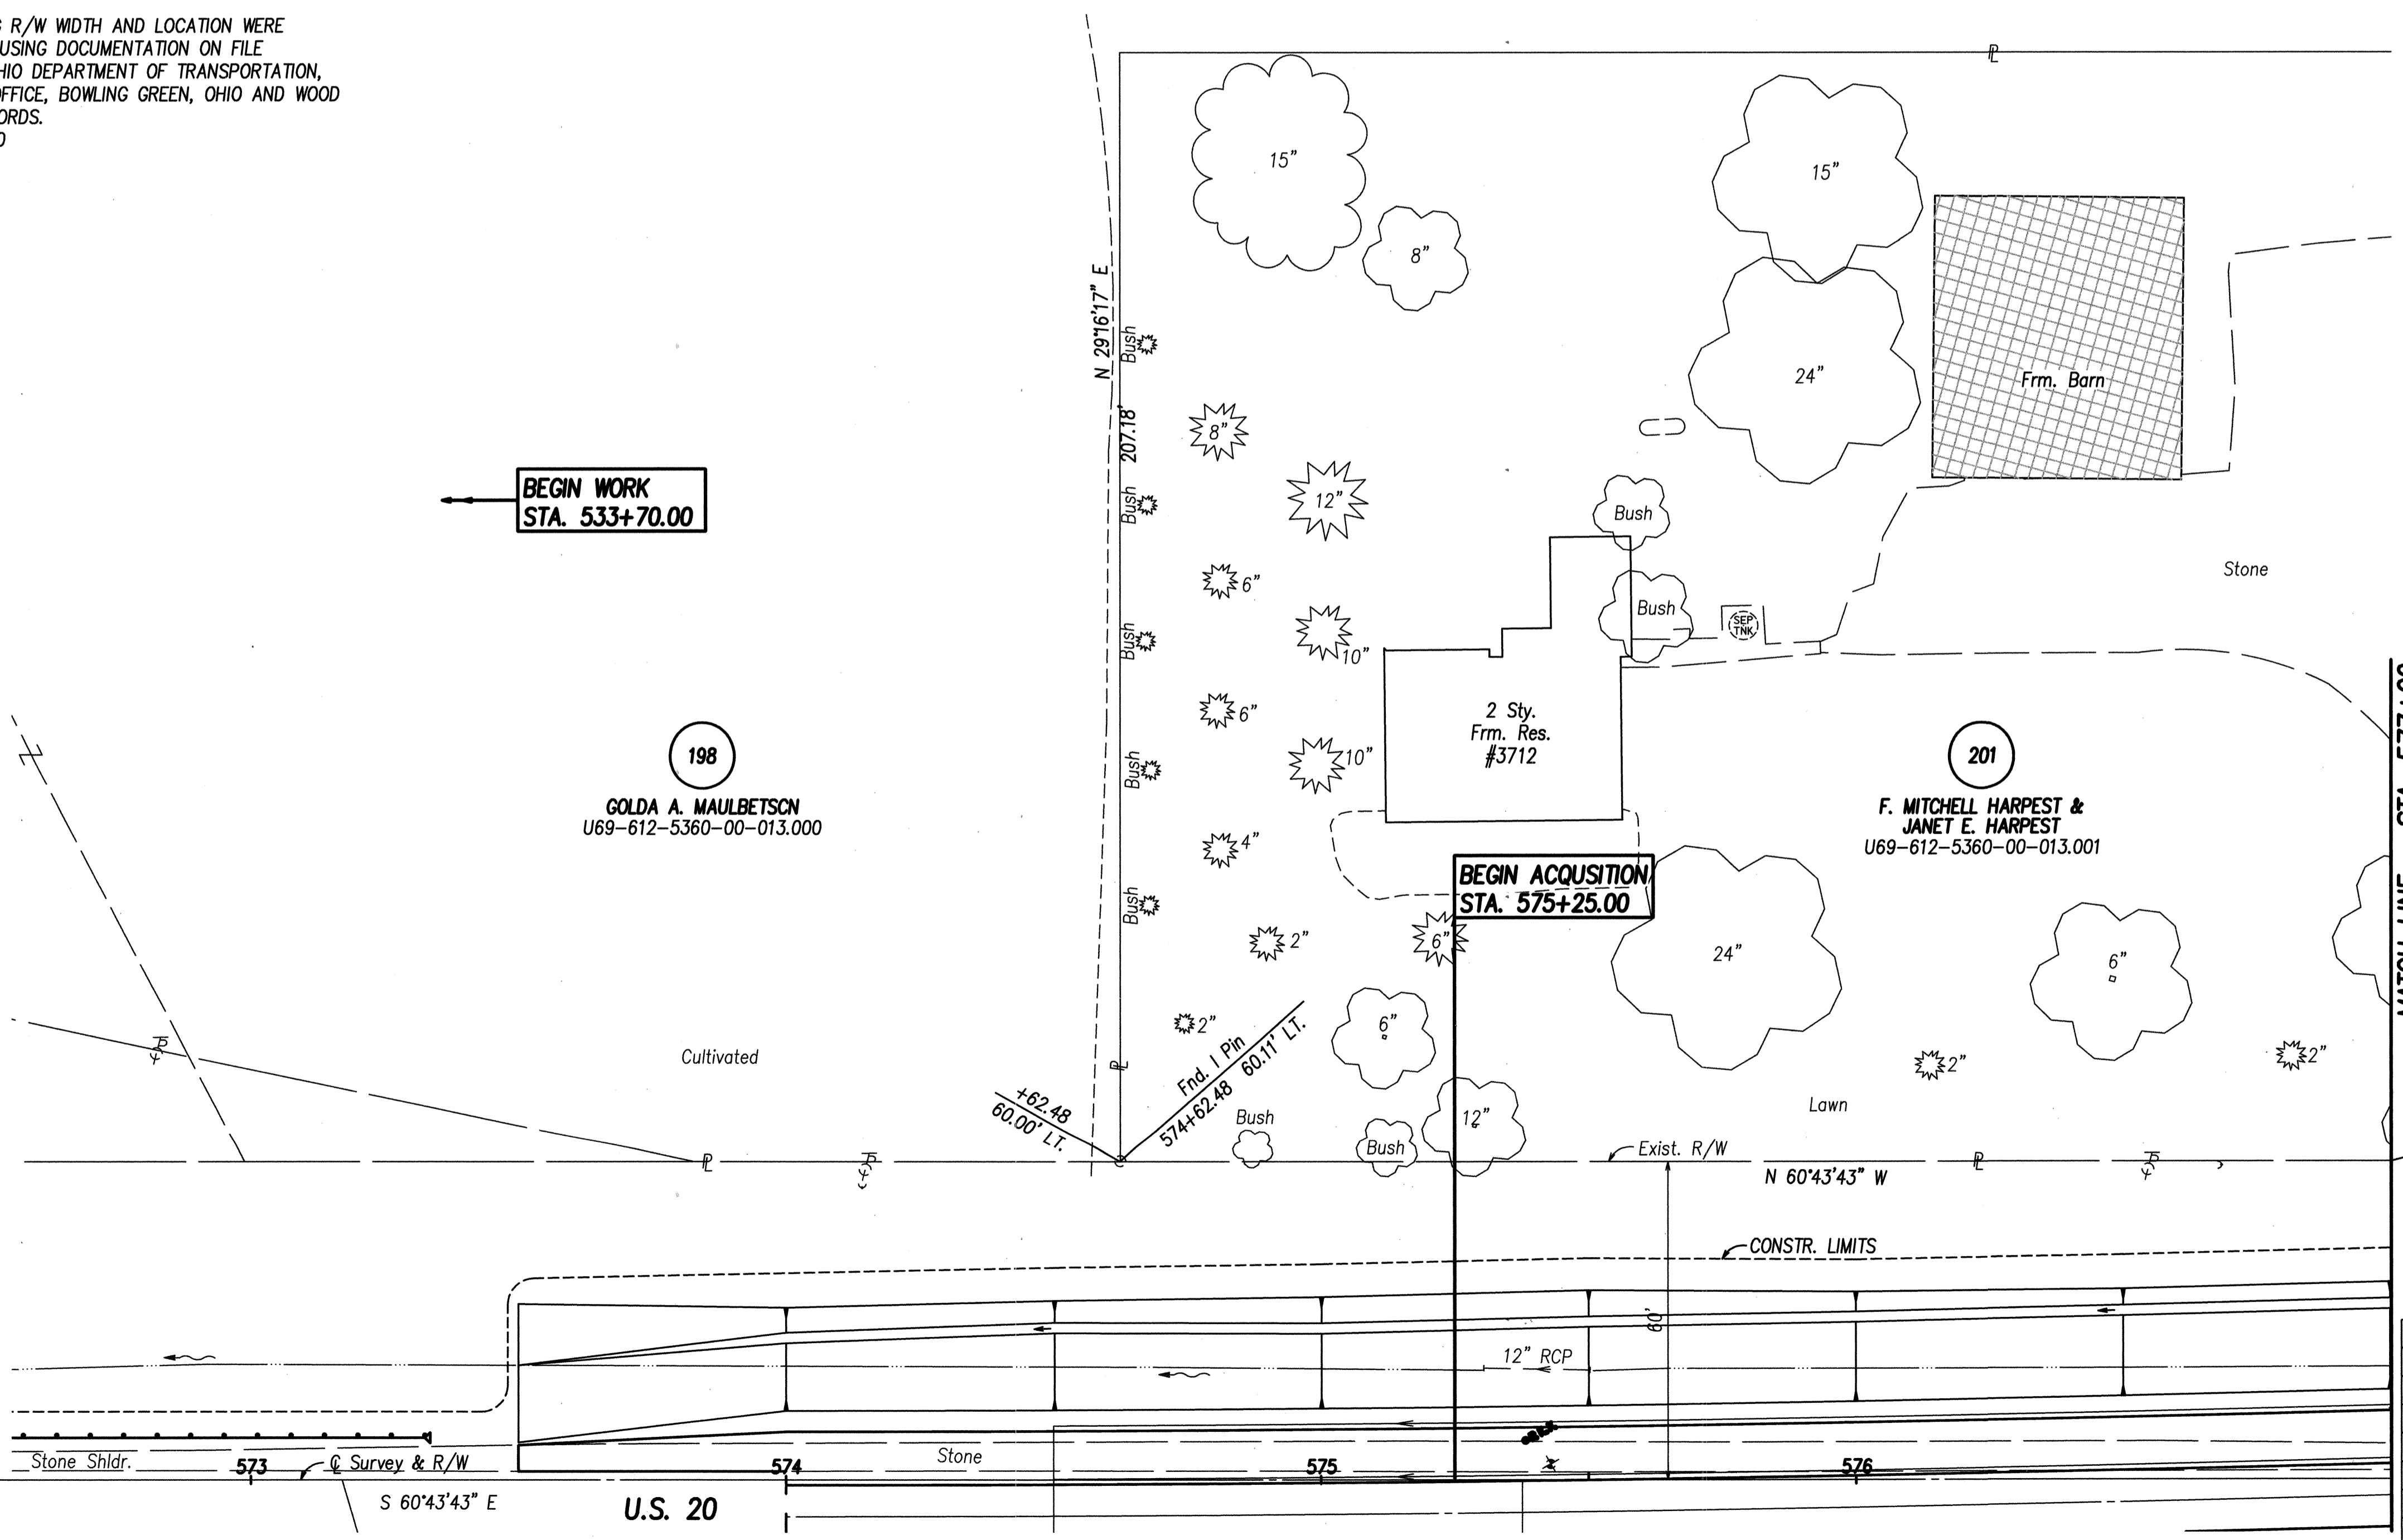 R/W WIDTH AND LOCATION WERE
USING DOCUMENTATION ON FILE
DEPARTMENT OF TRANSPORTATION,
BOWLING GREEN, OHIO AND WOOD
℄
15"
8"
15"
24"
Frm. Barn
N 29°16'17" E
207.18'
Bush
Bush
Bush
Bush
Bush
8"
12"
6"
10"
6"
10"
4"
2"
6"
2"
BEGIN WORK
STA. 533+70.00
Bush
Bush
SEP
TNK
Stone
2 Sty.
Frm. Res.
#3712
198
GOLDA A. MAULBETSCN
U69-612-5360-00-013.000
201
F. MITCHELL HARPEST &
JANET E. HARPEST
U69-612-5360-00-013.001
BEGIN ACQUSITION
STA. 575+25.00
24"
6"
2"
2"
6"
12"
Bush
Bush
Lawn
Cultivated
+62.48
60.00' LT.
Fnd. I Pin
574+62.48 60.11' LT.
Exist. R/W
N 60°43'43" W
CONSTR. LIMITS
60'
12" RCP
Stone Shldr.
573
℄ Survey & R/W
574
Stone
575
576
S 60°43'43" E
U.S. 20